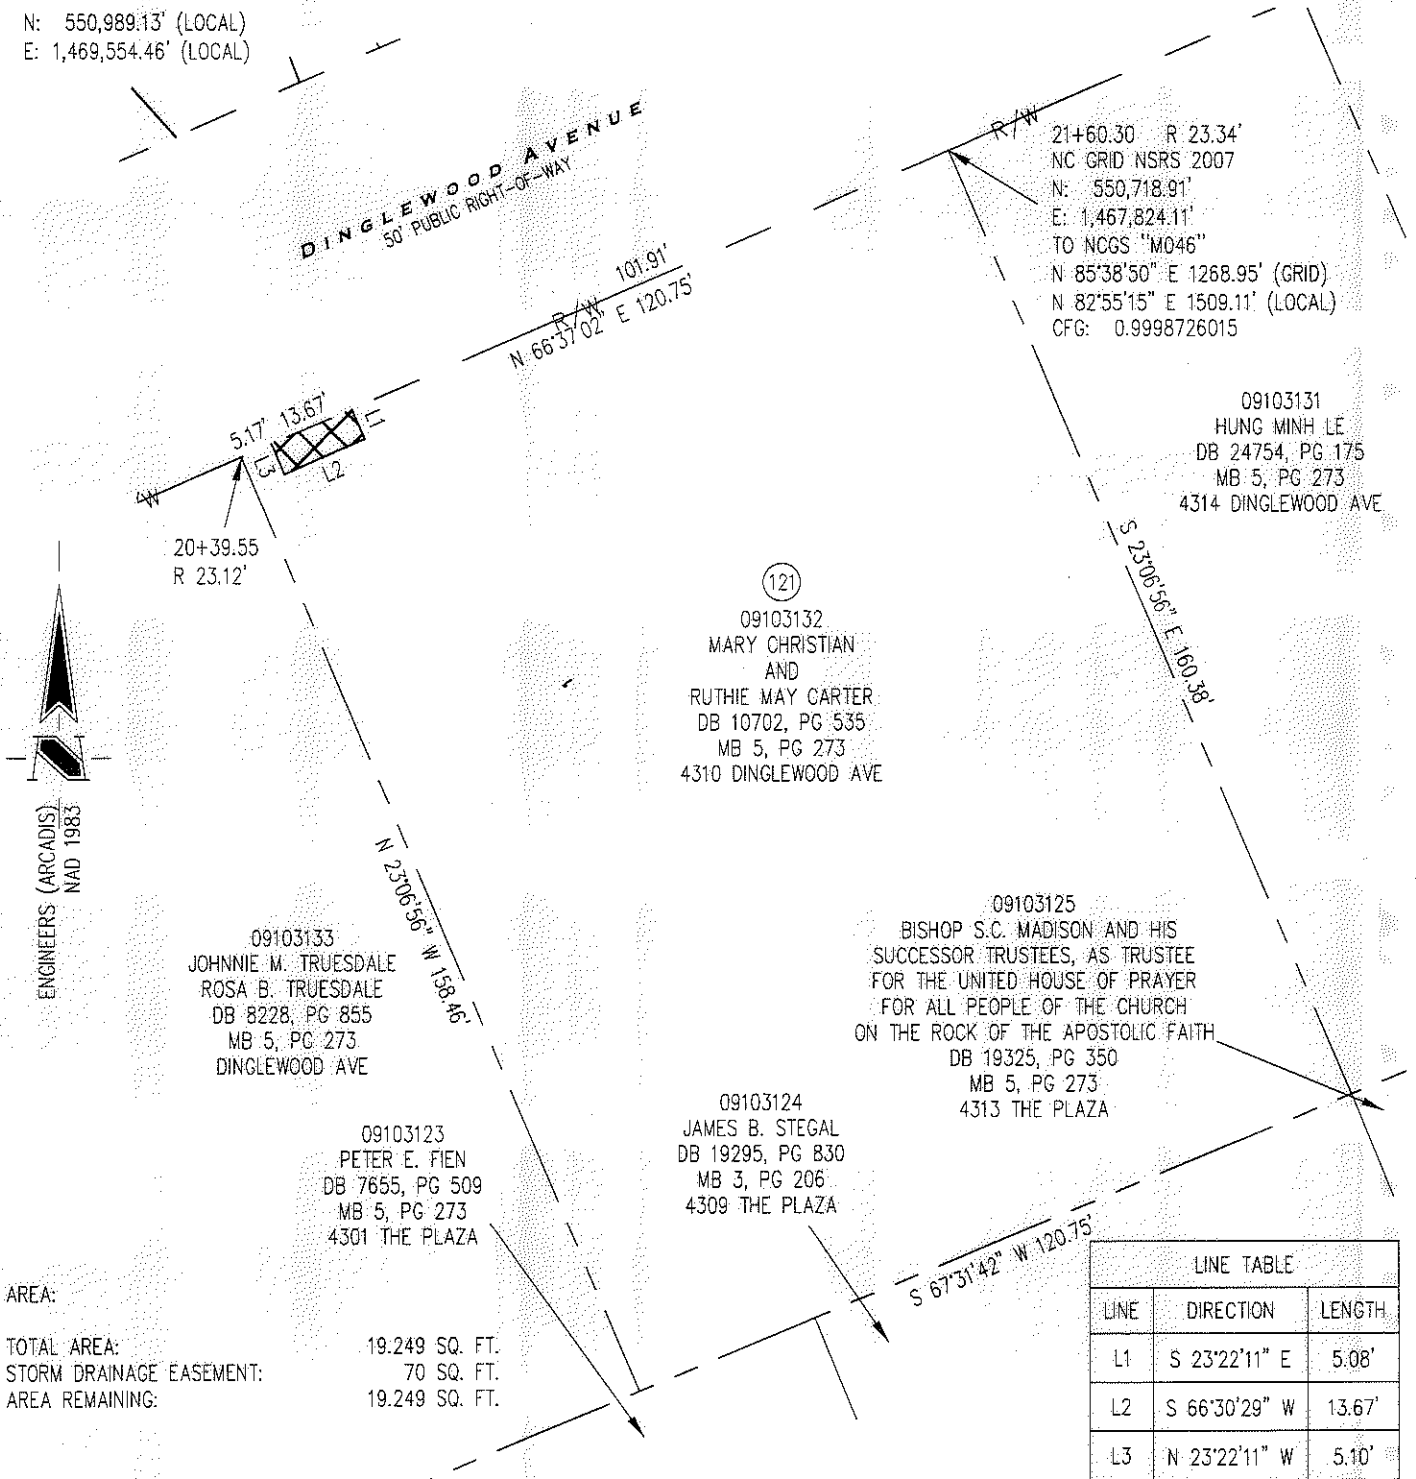 N: 550,989.13' (LOCAL)
E: 1,469,554.46' (LOCAL)
DINGLEWOOD AVENUE
50' PUBLIC RIGHT-OF-WAY
R/W
21+60.30 R 23.34'
NC GRID NSRS 2007
N: 550,718.91'
E: 1,467,824.11'
TO NCGS "M046"
N 85°38'50" E 1268.95' (GRID)
N 82°55'15" E 1509.11' (LOCAL)
CFG: 0.9998726015
101.91'
R/W
N 66°37'02" E 120.75'
5.17' 13.67'
L1
L2
L3
W
20+39.55
R 23.12'
09103131
HUNG MINH LE
DB 24754, PG 175
MB 5, PG 273
4314 DINGLEWOOD AVE
S 23°06'56" E 160.38'
121
09103132
MARY CHRISTIAN
AND
RUTHIE MAY CARTER
DB 10702, PG 535
MB 5, PG 273
4310 DINGLEWOOD AVE
N
ENGINEERS (ARCADIS)
NAD 1983
N 23°06'56" W 158.46'
09103133
JOHNNIE M. TRUESDALE
ROSA B. TRUESDALE
DB 8228, PG 855
MB 5, PG 273
DINGLEWOOD AVE
09103125
BISHOP S.C. MADISON AND HIS
SUCCESSOR TRUSTEES, AS TRUSTEE
FOR THE UNITED HOUSE OF PRAYER
FOR ALL PEOPLE OF THE CHURCH
ON THE ROCK OF THE APOSTOLIC FAITH
DB 19325, PG 350
MB 5, PG 273
4313 THE PLAZA
09103123
PETER E. FIEN
DB 7655, PG 509
MB 5, PG 273
4301 THE PLAZA
09103124
JAMES B. STEGAL
DB 19295, PG 830
MB 3, PG 206
4309 THE PLAZA
S 67°31'42" W 120.75'
AREA:
TOTAL AREA: 19.249 SQ. FT.
STORM DRAINAGE EASEMENT: 70 SQ. FT.
AREA REMAINING: 19.249 SQ. FT.
LINE TABLE
LINE DIRECTION LENGTH
L1 S 23°22'11" E 5.08'
L2 S 66°30'29" W 13.67'
L3 N 23°22'11" W 5.10'